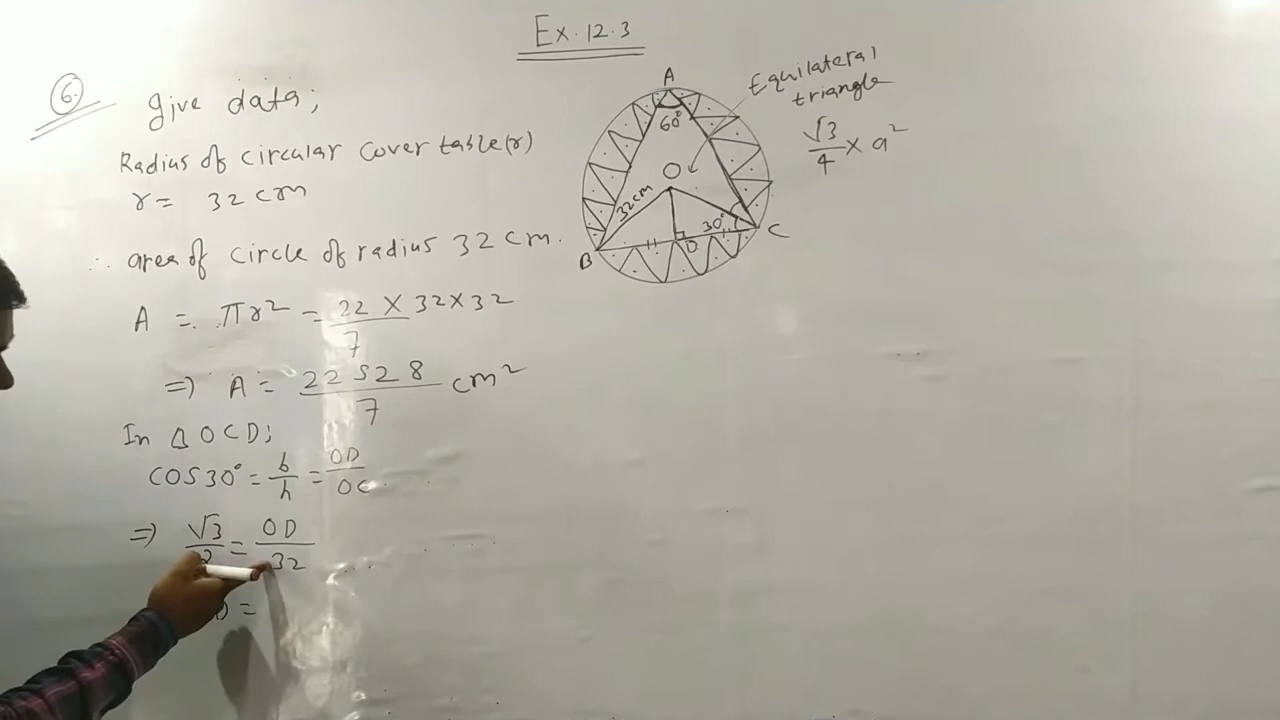 Ex. 12.3
6.
give data;
Radius of circular cover table(r)
r = 32 cm
∴ area of circle of radius 32 cm.
A = πr² = 22 × 32 × 32
7
=> A = 22528 cm²
7
In △OCD;
cos30° = b/h = OD/OC
=> √3/2 = OD/32
D =
A
60°
O
32cm
30°
B
D
C
Equilateral
triangle
√3/4 × a²